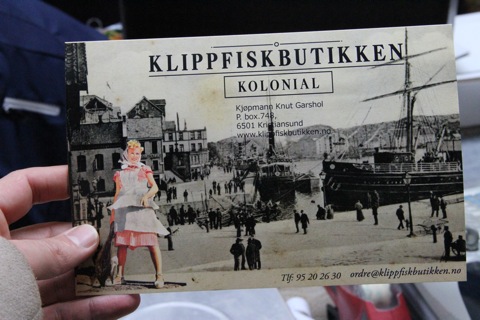 KLIPPFISKBUTIKKEN
KOLONIAL
Kjøpmann Knut Garshol
P. box.748,
6501 Kristiansund
www.klippfiskbutikken.no
Tlf: 95 20 26 30 ordre@klippfiskbutikken.no